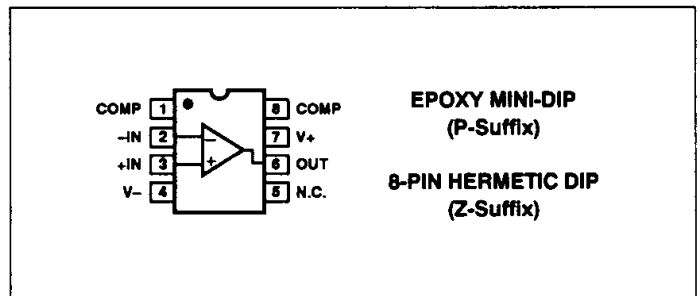 COMP 1 8 COMP
–IN 2 7 V+
+IN 3 6 OUT
V– 4 5 N.C.
EPOXY MINI-DIP
(P-Suffix)
8-PIN HERMETIC DIP
(Z-Suffix)